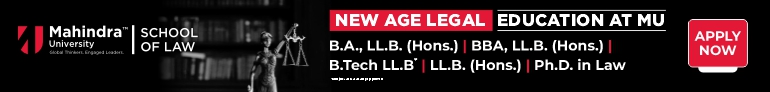 Mahindra™
University
Global Thinkers. Engaged Leaders.
SCHOOL
OF LAW
NEW AGE LEGAL EDUCATION AT MU
B.A., LL.B. (Hons.) | BBA, LL.B. (Hons.) |
B.Tech LL.B* | LL.B. (Hons.) | Ph.D. in Law
APPLY
NOW